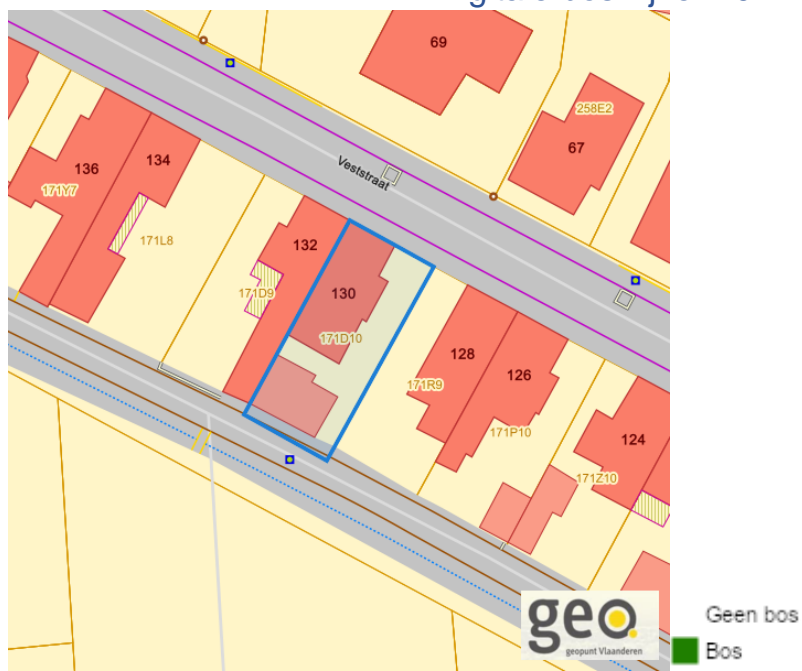 69
258E2
67
136
134
171Y7
171L8
Veststraat
132
171D9
130
171D10
128
126
171R9
171P10
124
171Z10
geo.
geopunt Vlaanderen
Geen bos
Bos